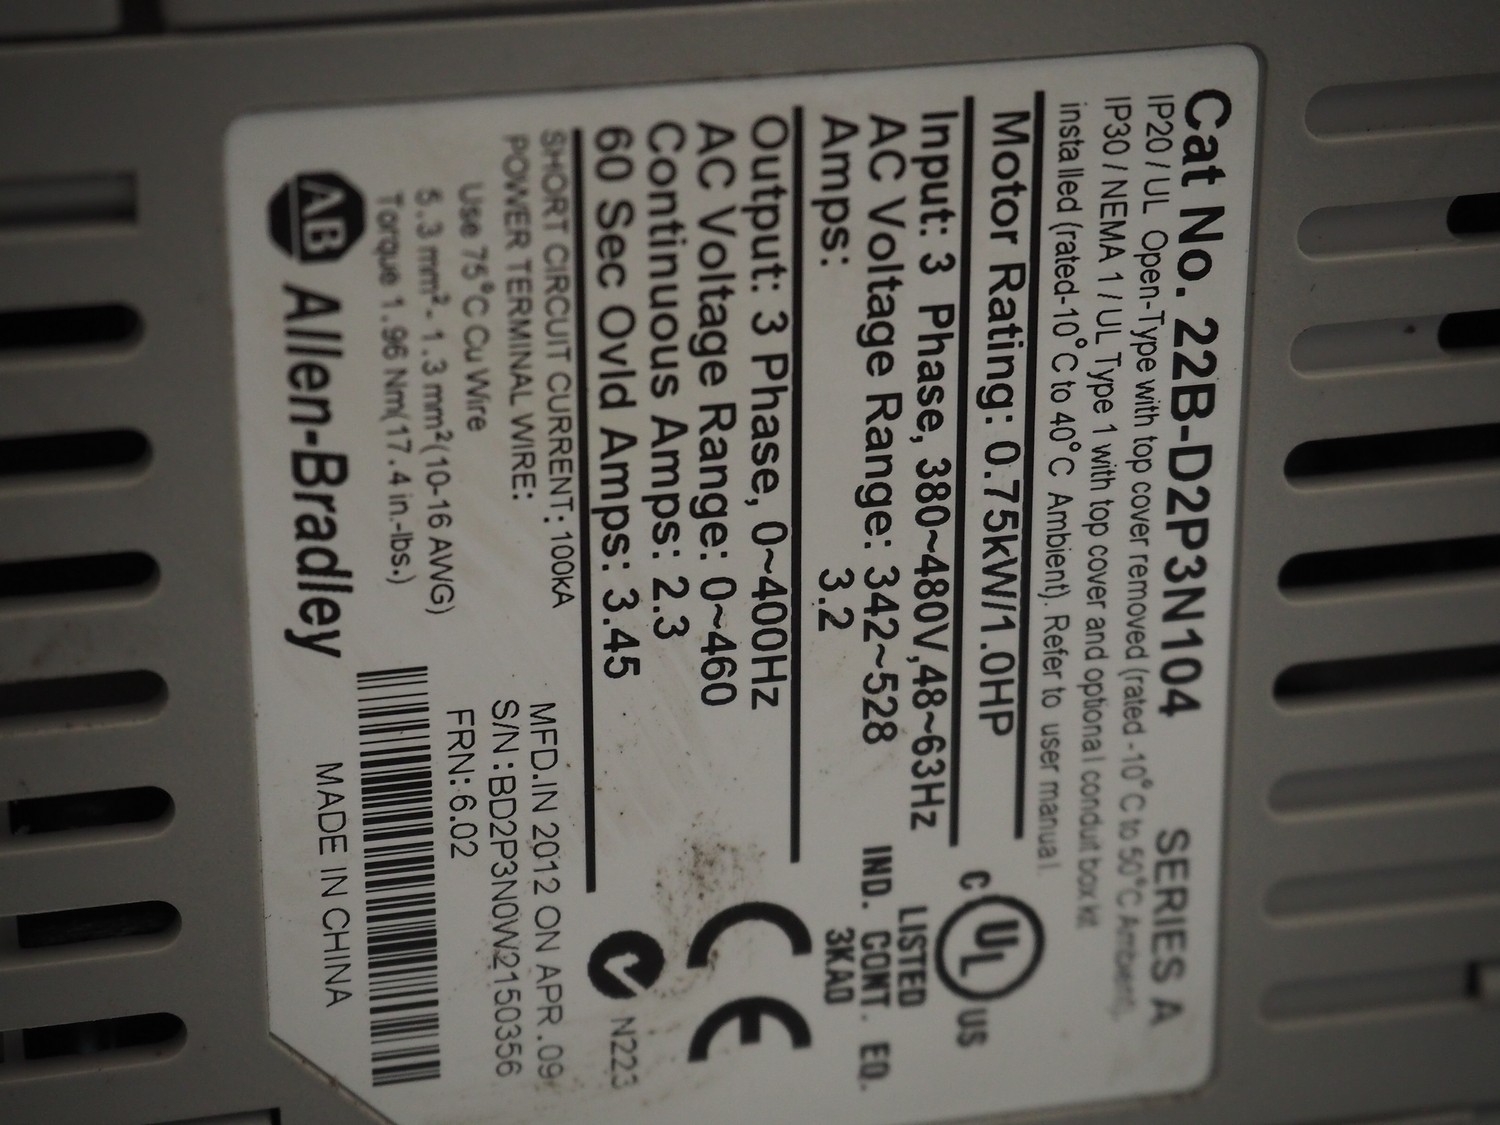 Cat No. 22B-D2P3N104 SERIES A
IP20 / UL Open-Type with top cover removed (rated -10°C to 50°C Ambient),
IP30 / NEMA 1 / UL Type 1 with top cover and optional conduit box kit
installed (rated-10°C to 40°C Ambient). Refer to user manual.
Motor Rating: 0.75kW/1.0HP
Input: 3 Phase, 380~480V,48~63Hz
AC Voltage Range: 342~528
Amps: 3.2
Output: 3 Phase, 0~400Hz
AC Voltage Range: 0~460
Continuous Amps: 2.3
60 Sec Ovld Amps: 3.45
C UL US
LISTED
IND. CONT. EQ.
3KAD
CE
N223
SHORT CIRCUIT CURRENT: 100kA
POWER TERMINAL WIRE:
Use 75°C Cu Wire
5.3 mm²- 1.3 mm²(10-16 AWG)
Torque 1.96 Nm(17.4 in.-lbs.)
MFD.IN 2012 ON APR.09
S/N:BD2P3N0W2150356
FRN: 6.02
AB Allen-Bradley
MADE IN CHINA